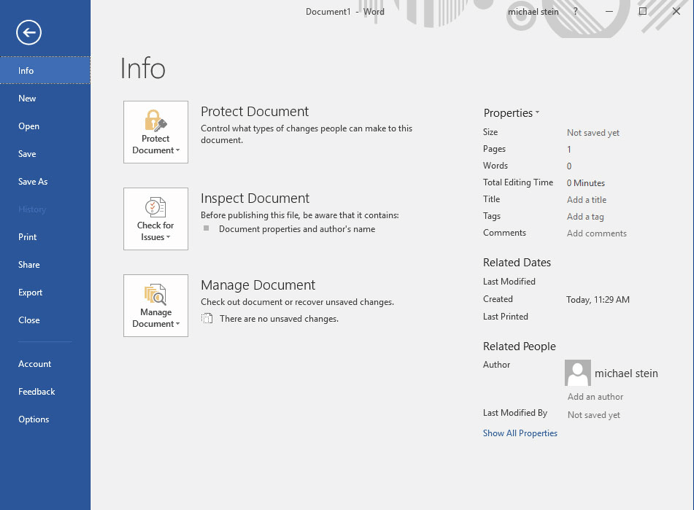 Document1 - Word
michael stein
?
Info
New
Open
Save
Save As
History
Print
Share
Export
Close
Account
Feedback
Options
Info
Protect
Document
Protect Document
Control what types of changes people can make to this
document.
Check for
Issues
Inspect Document
Before publishing this file, be aware that it contains:
Document properties and author's name
Manage
Document
Manage Document
Check out document or recover unsaved changes.
There are no unsaved changes.
Properties
Size Not saved yet
Pages 1
Words 0
Total Editing Time 0 Minutes
Title Add a title
Tags Add a tag
Comments Add comments
Related Dates
Last Modified
Created Today, 11:29 AM
Last Printed
Related People
Author michael stein
Add an author
Last Modified By Not saved yet
Show All Properties